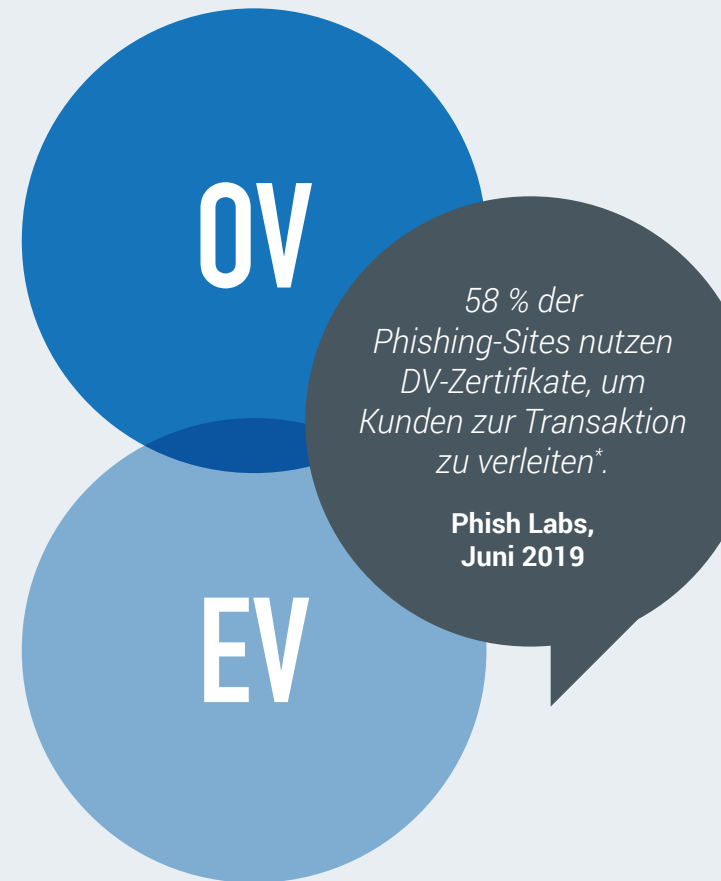 OV
58 % der
Phishing-Sites nutzen
DV-Zertifikate, um
Kunden zur Transaktion
zu verleiten*.
Phish Labs,
Juni 2019
EV